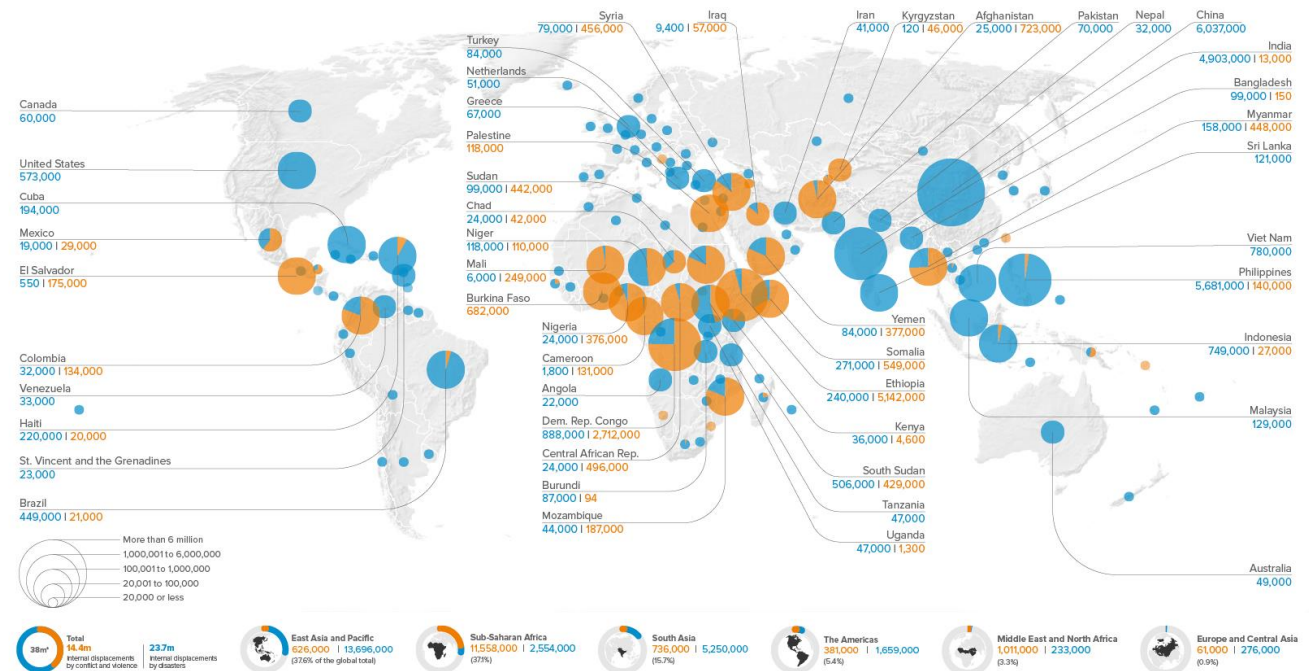 Syria
79,000 | 456,000
Iraq
9,400 | 57,000
Iran
41,000
Kyrgyzstan
120 | 46,000
Afghanistan
25,000 | 723,000
Pakistan
70,000
Nepal
32,000
China
6,037,000
India
4,903,000 | 13,000
Bangladesh
99,000 | 150
Myanmar
158,000 | 448,000
Sri Lanka
121,000
Viet Nam
780,000
Philippines
5,681,000 | 140,000
Indonesia
749,000 | 27,000
Malaysia
129,000
Australia
49,000
Canada
60,000
United States
573,000
Cuba
194,000
Mexico
19,000 | 29,000
El Salvador
550 | 175,000
Colombia
32,000 | 134,000
Venezuela
33,000
Haiti
220,000 | 20,000
St. Vincent and the Grenadines
23,000
Brazil
449,000 | 21,000
Turkey
84,000
Netherlands
51,000
Greece
67,000
Palestine
118,000
Sudan
99,000 | 442,000
Chad
24,000 | 42,000
Niger
118,000 | 110,000
Mali
6,000 | 249,000
Burkina Faso
682,000
Nigeria
24,000 | 376,000
Cameroon
1,800 | 131,000
Angola
22,000
Dem. Rep. Congo
888,000 | 2,712,000
Central African Rep.
24,000 | 496,000
Burundi
87,000 | 94
Mozambique
44,000 | 187,000
Yemen
84,000 | 377,000
Somalia
271,000 | 549,000
Ethiopia
240,000 | 5,142,000
Kenya
36,000 | 4,600
South Sudan
506,000 | 429,000
Tanzania
47,000
Uganda
47,000 | 1,300
More than 6 million
1,000,001 to 6,000,000
100,001 to 1,000,000
20,001 to 100,000
20,000 or less
38m*
Total
14.4m
Internal displacements
by conflict and violence
23.7m
Internal displacements
by disasters
East Asia and Pacific
626,000 | 13,696,000
(37.6% of the global total)
Sub-Saharan Africa
11,558,000 | 2,554,000
(37.1%)
South Asia
736,000 | 5,250,000
(15.7%)
The Americas
381,000 | 1,659,000
(5.4%)
Middle East and North Africa
1,011,000 | 233,000
(3.3%)
Europe and Central Asia
61,000 | 276,000
(0.9%)